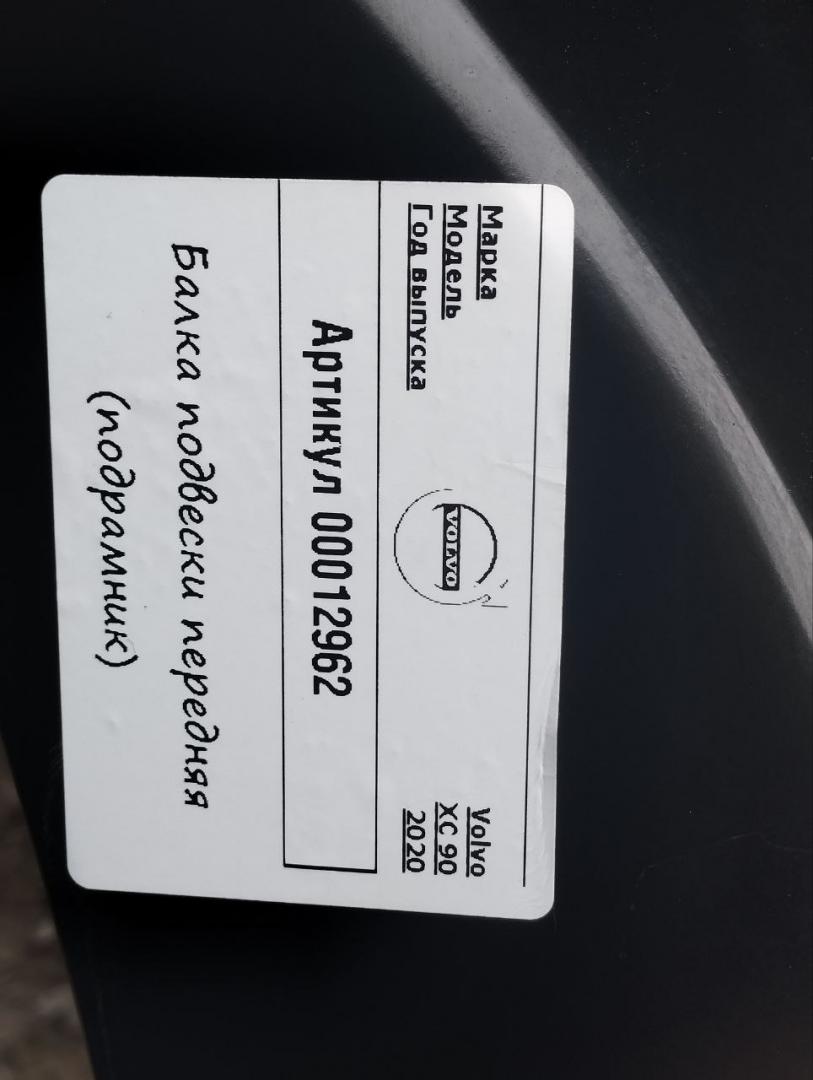 Марка Volvo
Модель XC 90
Год выпуска 2020
VOLVO
Артикул 00012962
Балка подвески передняя
(подрамник)